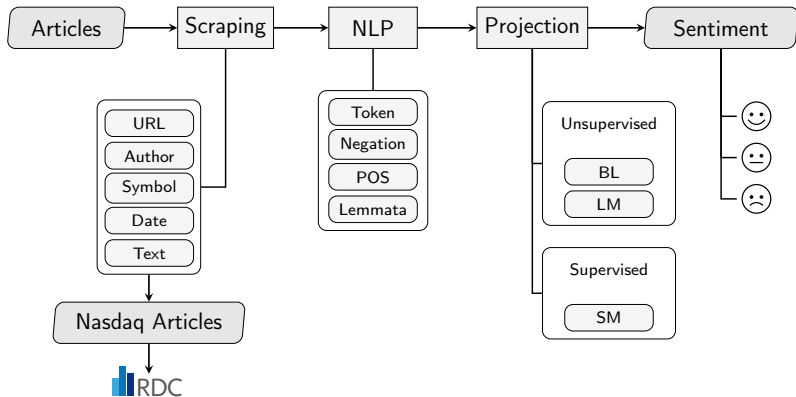 Articles
Scraping
NLP
Projection
Sentiment
URL
Author
Symbol
Date
Text
Token
Negation
POS
Lemmata
Unsupervised
BL
LM
Supervised
SM
Nasdaq Articles
RDC